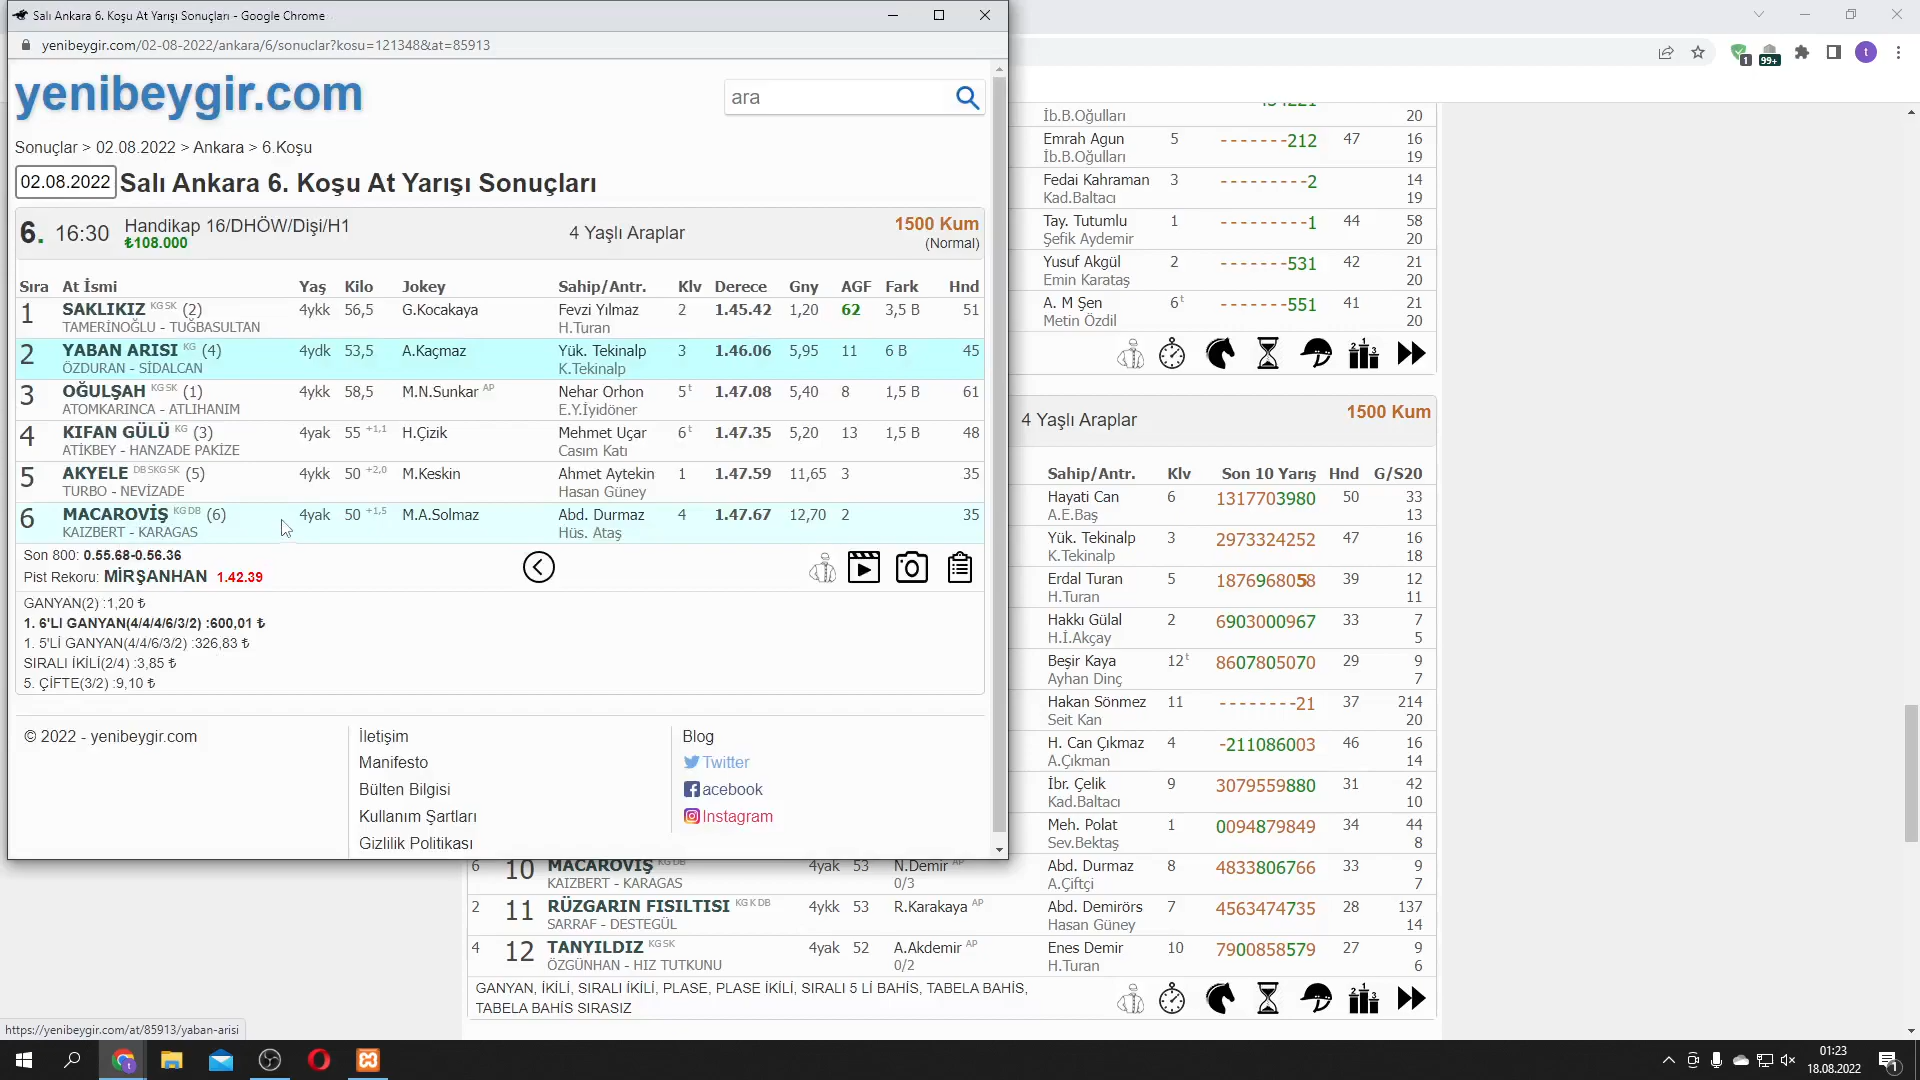 Salı Ankara 6. Koşu At Yarışı Sonuçları - Google Chrome
yenibeygir.com/02-08-2022/ankara/6/sonuclar?kosu=121348&at=85913
yenibeygir.com
ara
Sonuçlar > 02.08.2022 > Ankara > 6.Koşu
02.08.2022 Salı Ankara 6. Koşu At Yarışı Sonuçları
6. 16:30 Handikap 16/DHÖW/Dişi/H1 4 Yaşlı Araplar 1500 Kum
₺108.000 (Normal)
Sıra At İsmi Yaş Kilo Jokey Sahip/Antr. Klv Derece Gny AGF Fark Hnd
1 SAKLIKIZ KG SK (2) 4ykk 56,5 G.Kocakaya Fevzi Yılmaz 2 1.45.42 1,20 62 3,5 B 51
TAMERİNOĞLU - TUĞBASULTAN H.Turan
2 YABAN ARISI KG (4) 4ydk 53,5 A.Kaçmaz Yük. Tekinalp 3 1.46.06 5,95 11 6 B 45
ÖZDURAN - SİDALCAN K.Tekinalp
3 OĞULŞAH KG SK (1) 4ykk 58,5 M.N.Sunkar AP Nehar Orhon 5t 1.47.08 5,40 8 1,5 B 61
ATOMKARINCA - ATLIHANIM E.Y.İyidöner
4 KIFAN GÜLÜ KG (3) 4yak 55 +1,1 H.Çizik Mehmet Uçar 6t 1.47.35 5,20 13 1,5 B 48
ATİKBEY - HANZADE PAKİZE Casım Katı
5 AKYELE DB SKG SK (5) 4ykk 50 +2,0 M.Keskin Ahmet Aytekin 1 1.47.59 11,65 3 35
TURBO - NEVİZADE Hasan Güney
6 MACAROVİŞ KG DB (6) 4yak 50 +1,5 M.A.Solmaz Abd. Durmaz 4 1.47.67 12,70 2 35
KAIZBERT - KARAGAS Hüs. Ataş
Son 800: 0.55.68-0.56.36
Pist Rekoru: MİRŞANHAN 1.42.39
GANYAN(2) :1,20 ₺
1. 6'LI GANYAN(4/4/4/6/3/2) :600,01 ₺
1. 5'Lİ GANYAN(4/4/6/3/2) :326,83 ₺
SIRALI İKİLİ(2/4) :3,85 ₺
5. ÇİFTE(3/2) :9,10 ₺
© 2022 - yenibeygir.com
İletişim
Manifesto
Bülten Bilgisi
Kullanım Şartları
Gizlilik Politikası
Blog
Twitter
acebook
Instagram
1
99+
t
İb.B.Oğulları 20
Emrah Agun 5 -------212 47 16
İb.B.Oğulları 19
Fedai Kahraman 3 ---------2 14
Kad.Baltacı 19
Tay. Tutumlu 1 ---------1 44 58
Şefik Aydemir 20
Yusuf Akgül 2 -------531 42 21
Emin Karataş 20
A. M Şen 6t -------551 41 21
Metin Özdil 20
4 Yaşlı Araplar 1500 Kum
Sahip/Antr. Klv Son 10 Yarış Hnd G/S20
Hayati Can 6 1317703980 50 33
A.E.Baş 13
Yük. Tekinalp 3 2973324252 47 16
K.Tekinalp 18
Erdal Turan 5 1876968058 39 12
H.Turan 11
Hakkı Gülal 2 6903000967 33 7
H.İ.Akçay 5
Beşir Kaya 12t 8607805070 29 9
Ayhan Dinç 7
Hakan Sönmez 11 --------21 37 214
Seit Kan 20
H. Can Çıkmaz 4 -211086003 46 16
A.Çıkman 14
İbr. Çelik 9 3079559880 31 42
Kad.Baltacı 10
Meh. Polat 1 0094879849 34 44
Sev.Bektaş 8
6 10 MACAROVİŞ KG DB 4yak 53 N.Demir AP Abd. Durmaz 8 4833806766 33 9
KAIZBERT - KARAGAS 0/3 A.Çiftçi 7
2 11 RÜZGARIN FISILTISI KG K DB 4ykk 53 R.Karakaya AP Abd. Demirörs 7 4563474735 28 137
SARRAF - DESTEGÜL Hasan Güney 14
4 12 TANYILDIZ KG SK 4yak 52 A.Akdemir AP Enes Demir 10 7900858579 27 9
ÖZGÜNHAN - HIZ TUTKUNU 0/2 H.Turan 6
GANYAN, İKİLİ, SIRALI İKİLİ, PLASE, PLASE İKİLİ, SIRALI 5 Lİ BAHİS, TABELA BAHİS,
TABELA BAHİS SIRASIZ
https://yenibeygir.com/at/85913/yaban-arisi
01:23
18.08.2022
1